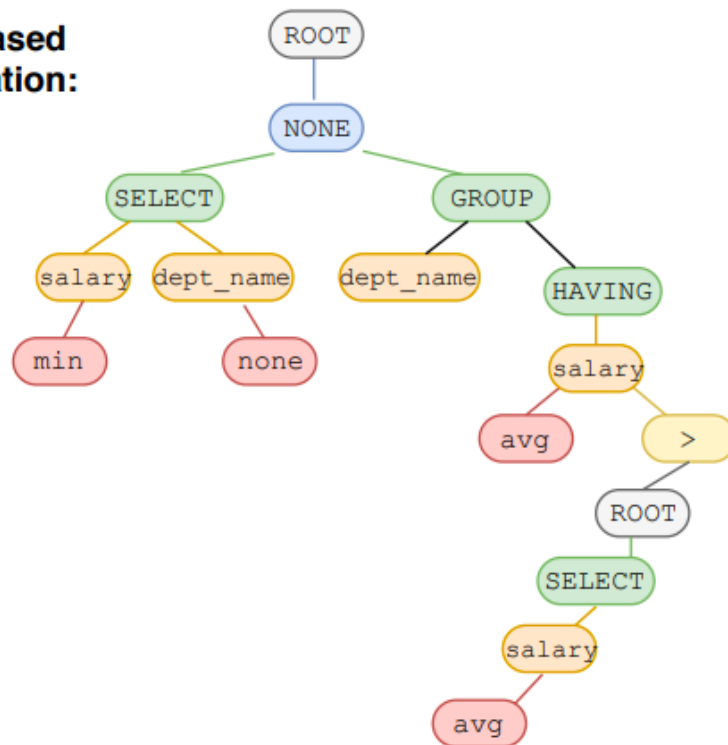 ased
ation:
ROOT
NONE
SELECT
GROUP
salary
dept_name
dept_name
HAVING
min
none
salary
avg
>
ROOT
SELECT
salary
avg